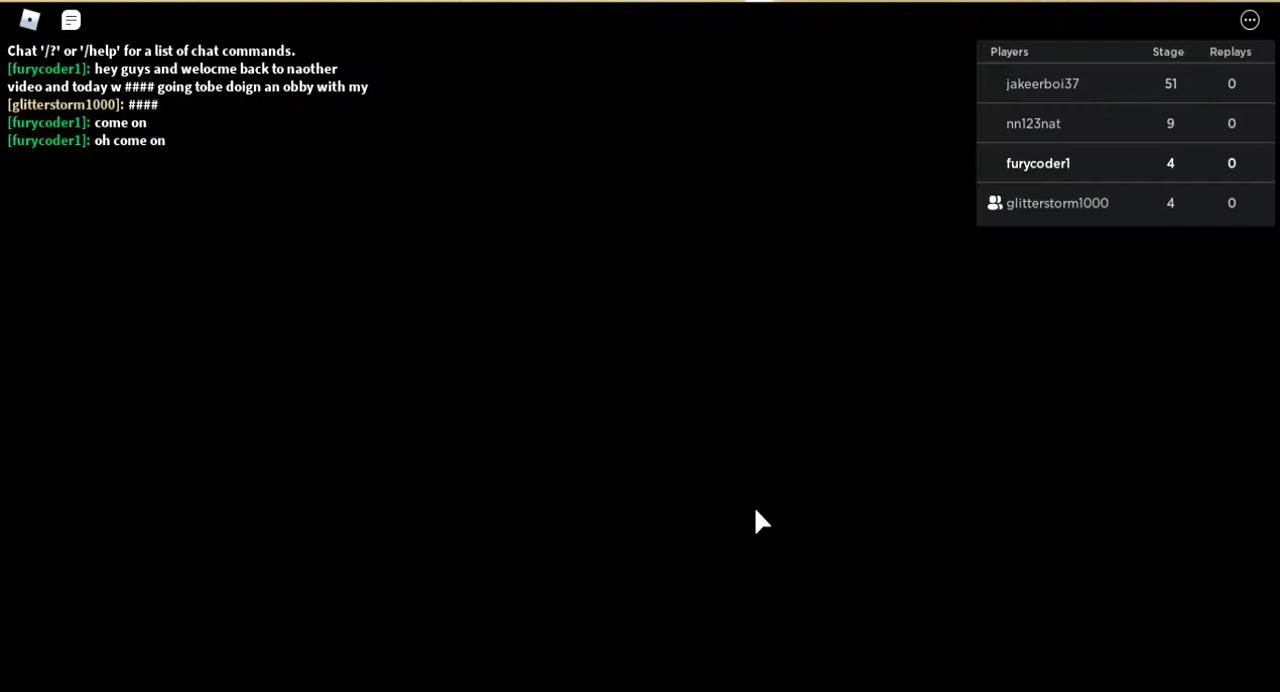 Chat '/?' or '/help' for a list of chat commands.
[furycoder1]: hey guys and welocme back to naother
video and today w #### going tobe doign an obby with my
[glitterstorm1000]: ####
[furycoder1]: come on
[furycoder1]: oh come on
Players Stage Replays
jakeerboi37 51 0
nn123nat 9 0
furycoder1 4 0
glitterstorm1000 4 0